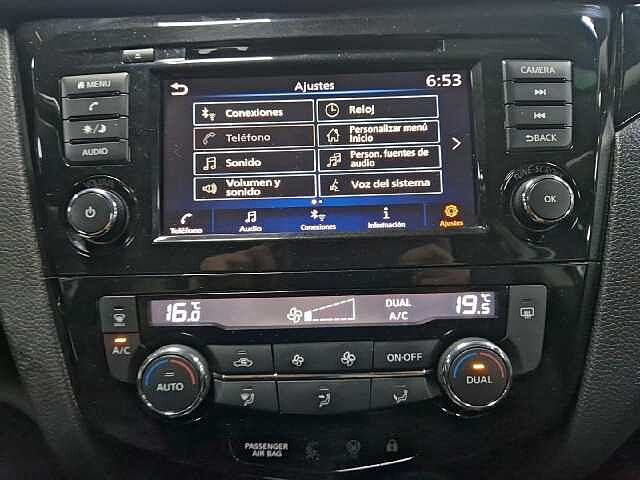 MENU
AUDIO
Ajustes
6:53
Conexiones
Reloj
Teléfono
Personalizar menú
Inicio
Sonido
Person. fuentes de
audio
Volumen y
sonido
Voz del sistema
Teléfono
Audio
Conexiones
Información
Ajustes
CAMERA
BACK
TUNE·SCROLL
OK
16.0 °C
DUAL
A/C
19.5 °C
A/C
AUTO
ON·OFF
DUAL
PASSENGER
AIR BAG